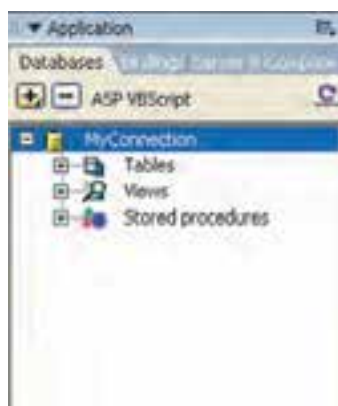 Application
Databases
ASP VBScript
MyConnection
Tables
Views
Stored procedures